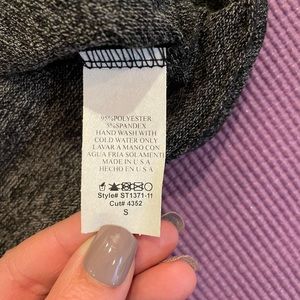 95%POLYESTER
5%SPANDEX
HAND WASH WITH
COLD WATER ONLY
LAVAR A MANO CON
AGUA FRIA SOLAMENTE
MADE IN U S A
HECHO EN U S A
Style# ST1371-11
Cut# 4352
S